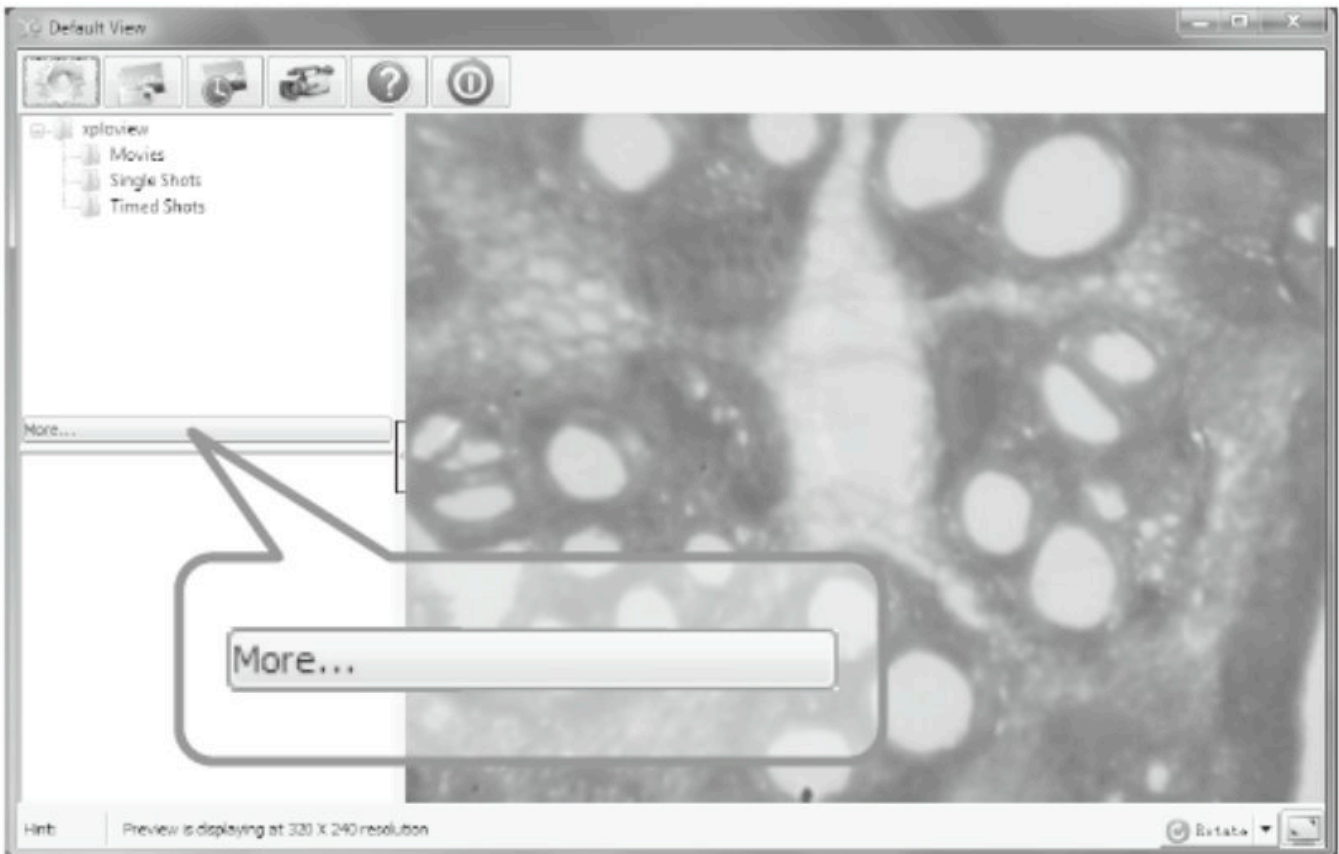 Default View
xploview
Movies
Single Shots
Timed Shots
More...
More...
Hint: Preview is displaying at 320 X 240 resolution
Rotate